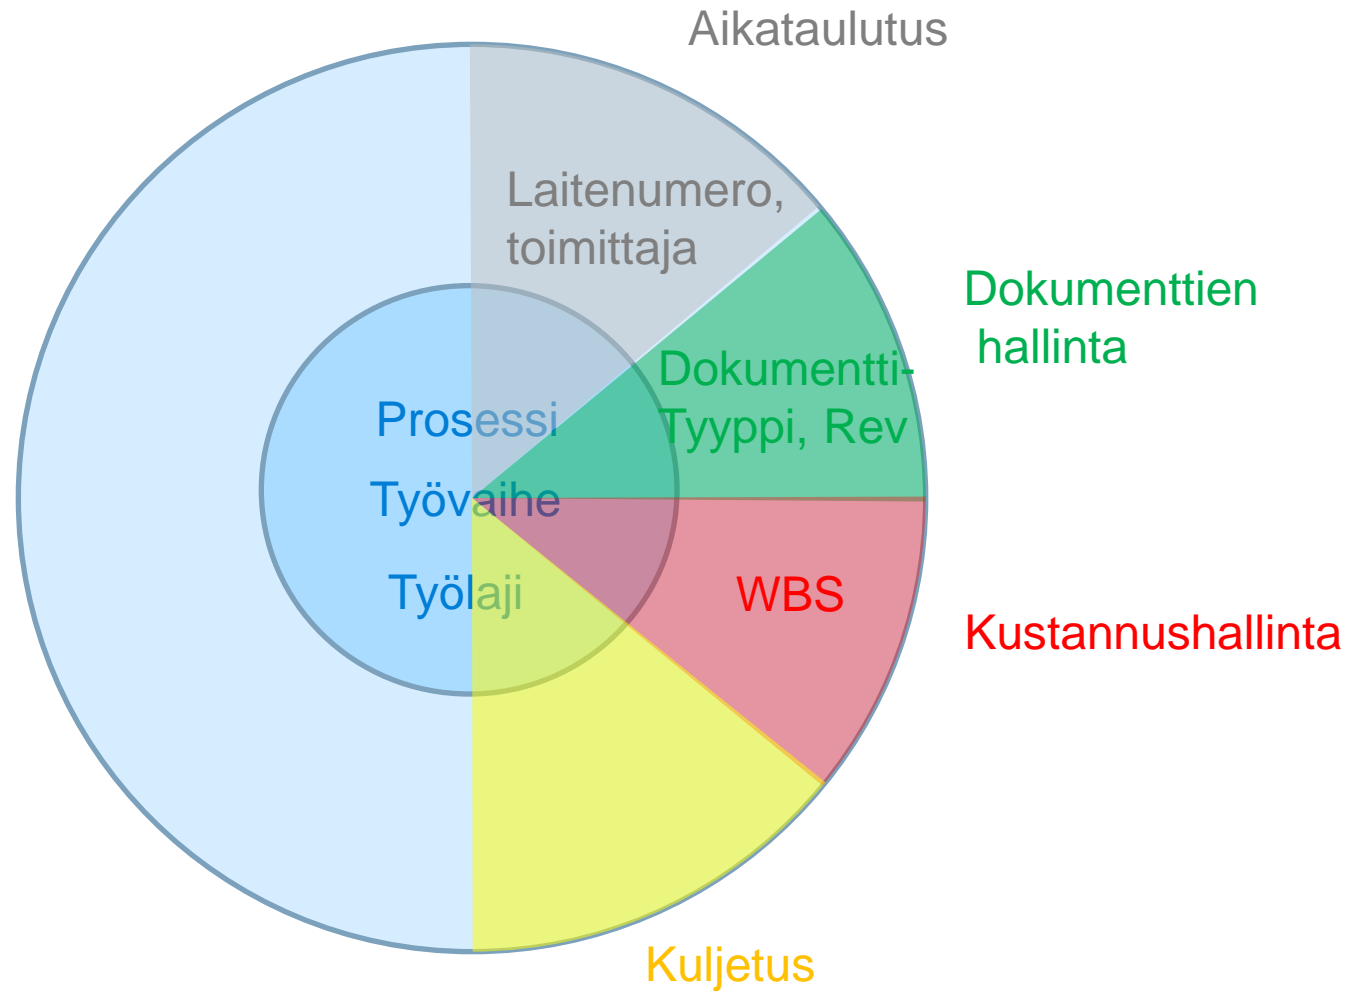 Aikataulutus
Laitenumero,
toimittaja
Dokumenttien
hallinta
Dokumentti-
Tyyppi, Rev
Prosessi
Työvaihe
Työlaji
WBS
Kustannushallinta
Kuljetus